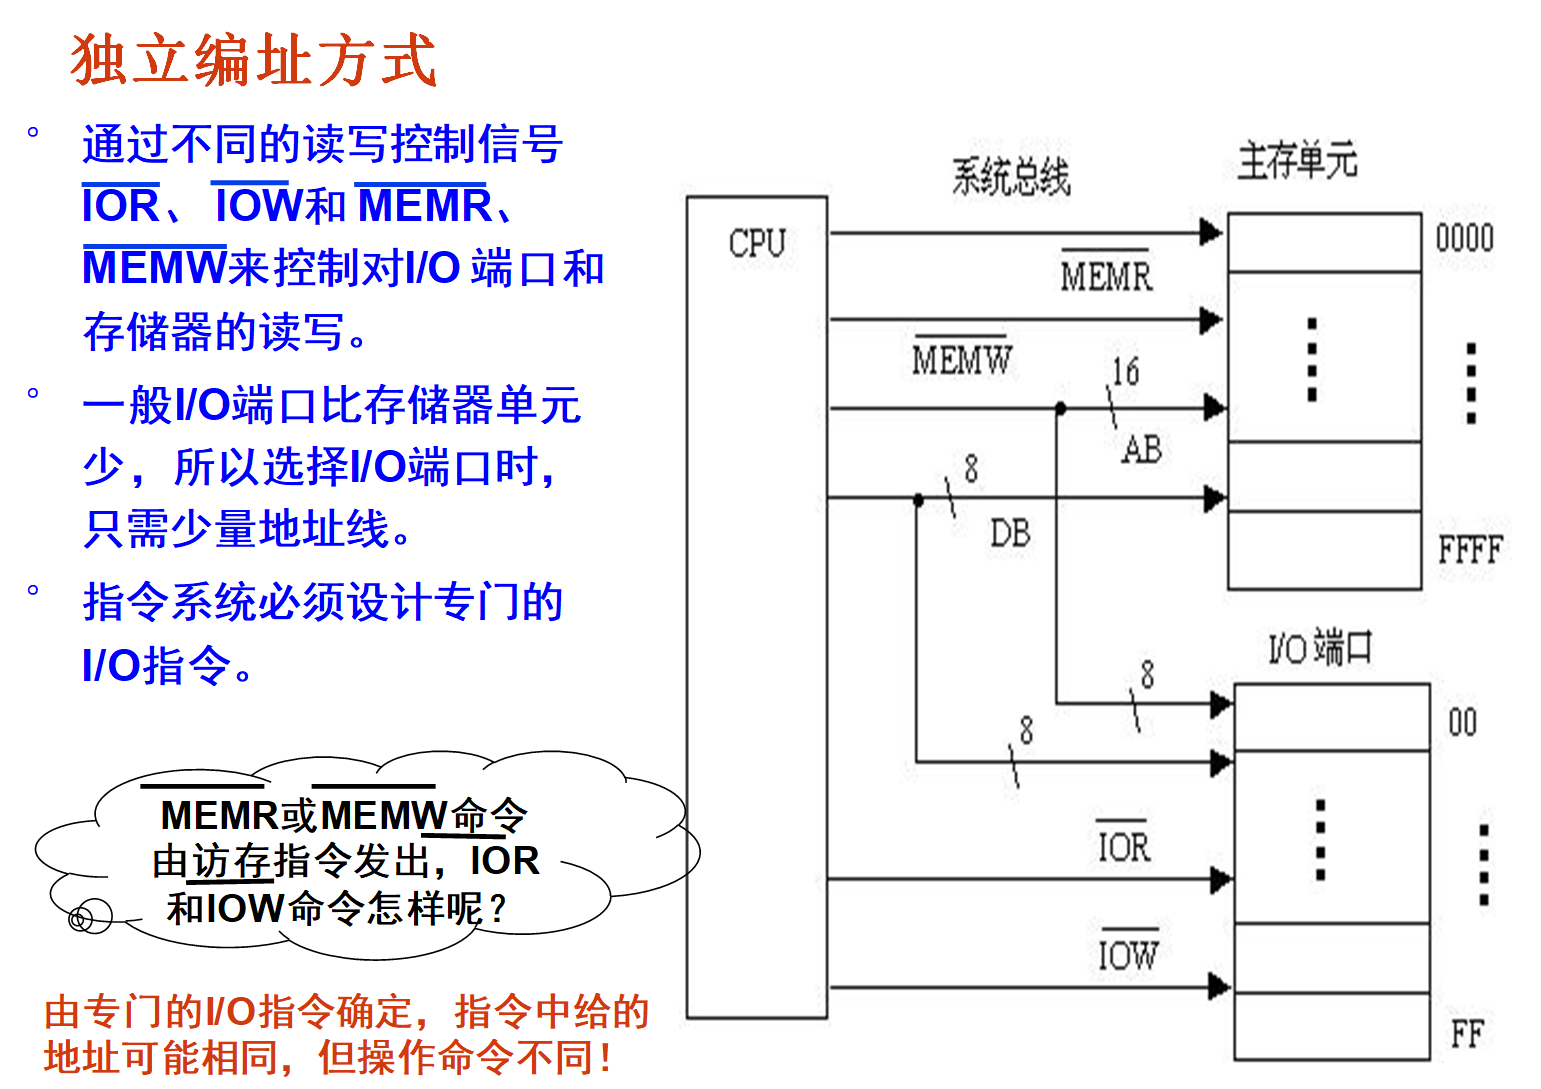 独立编址方式
° 通过不同的读写控制信号
IOR、IOW和 MEMR、
MEMW来控制对I/O 端口和
存储器的读写。
° 一般I/O端口比存储器单元
少，所以选择I/O端口时，
只需少量地址线。
° 指令系统必须设计专门的
I/O指令。
MEMR或MEMW命令
由访存指令发出，IOR
和IOW命令怎样呢？
由专门的I/O指令确定，指令中给的
地址可能相同，但操作命令不同！
系统总线
主存单元
CPU
0000
MEMR
MEMW
16
AB
8
DB
FFFF
I/O 端口
8
00
8
IOR
IOW
FF